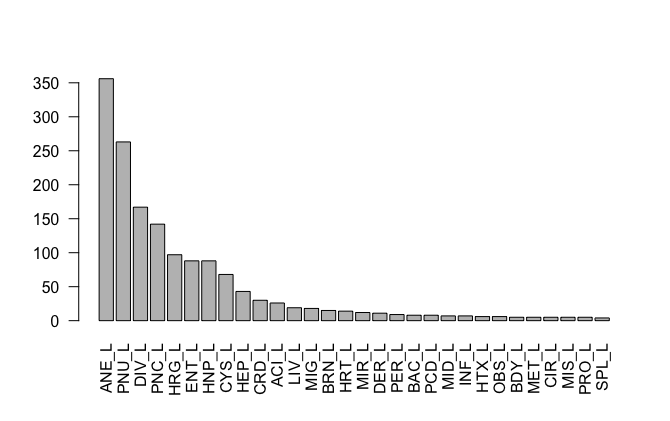 350
300
250
200
150
100
50
0
ANE_L
PNU_L
DIV_L
PNC_L
HRG_L
ENT_L
HNP_L
CYS_L
HEP_L
CRD_L
ACI_L
LIV_L
MIG_L
BRN_L
HRT_L
MIR_L
DER_L
PER_L
BAC_L
PCD_L
MID_L
INF_L
HTX_L
OBS_L
BDY_L
MET_L
CIR_L
MIS_L
PRO_L
SPL_L